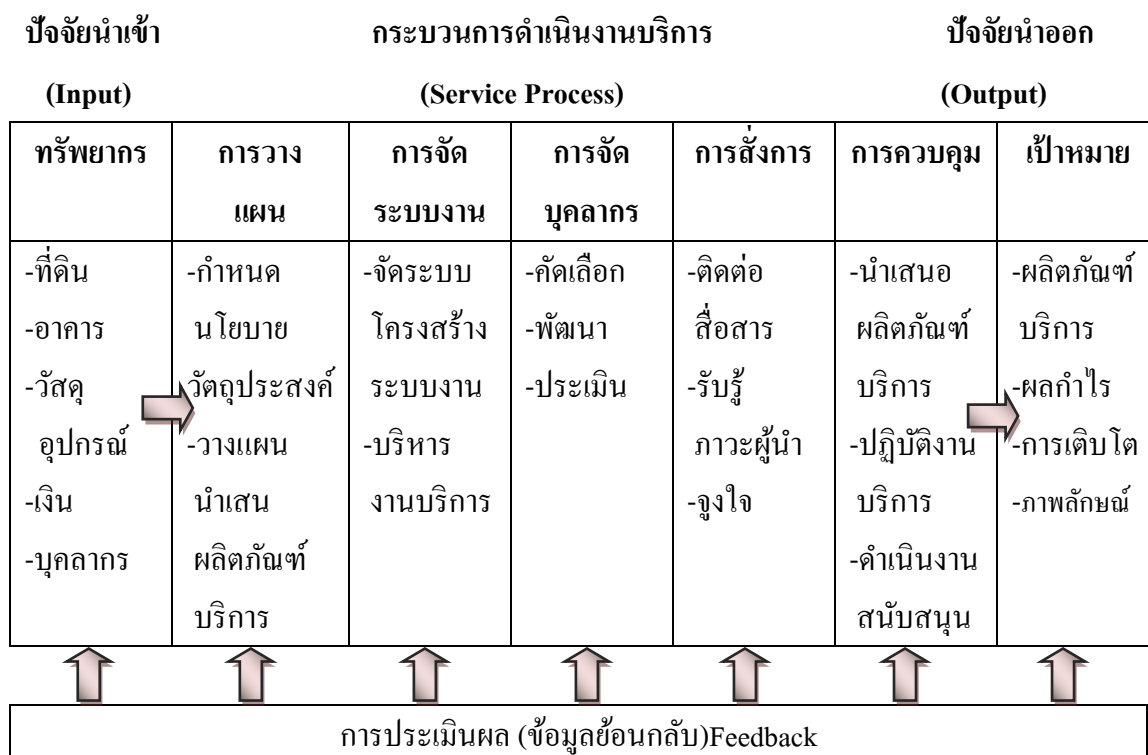 ปัจจัยนำเข้า กระบวนการดำเนินงานบริการ ปัจจัยนำออก
(Input) (Service Process) (Output)
ทรัพยากร
-ที่ดิน
-อาคาร
-วัสดุ
อุปกรณ์
-เงิน
-บุคลากร
การวาง
แผน
-กำหนด
นโยบาย
วัตถุประสงค์
-วางแผน
นำเสน
ผลิตภัณฑ์
บริการ
การจัด
ระบบงาน
-จัดระบบ
โครงสร้าง
ระบบงาน
-บริหาร
งานบริการ
การจัด
บุคลากร
-คัดเลือก
-พัฒนา
-ประเมิน
การสั่งการ
-ติดต่อ
สื่อสาร
-รับรู้
ภาวะผู้นำ
-จูงใจ
การควบคุม
-นำเสนอ
ผลิตภัณฑ์
บริการ
-ปฏิบัติงาน
บริการ
-ดำเนินงาน
สนับสนุน
เป้าหมาย
-ผลิตภัณฑ์
บริการ
-ผลกำไร
-การเติบโต
-ภาพลักษณ์
การประเมินผล (ข้อมูลย้อนกลับ)Feedback